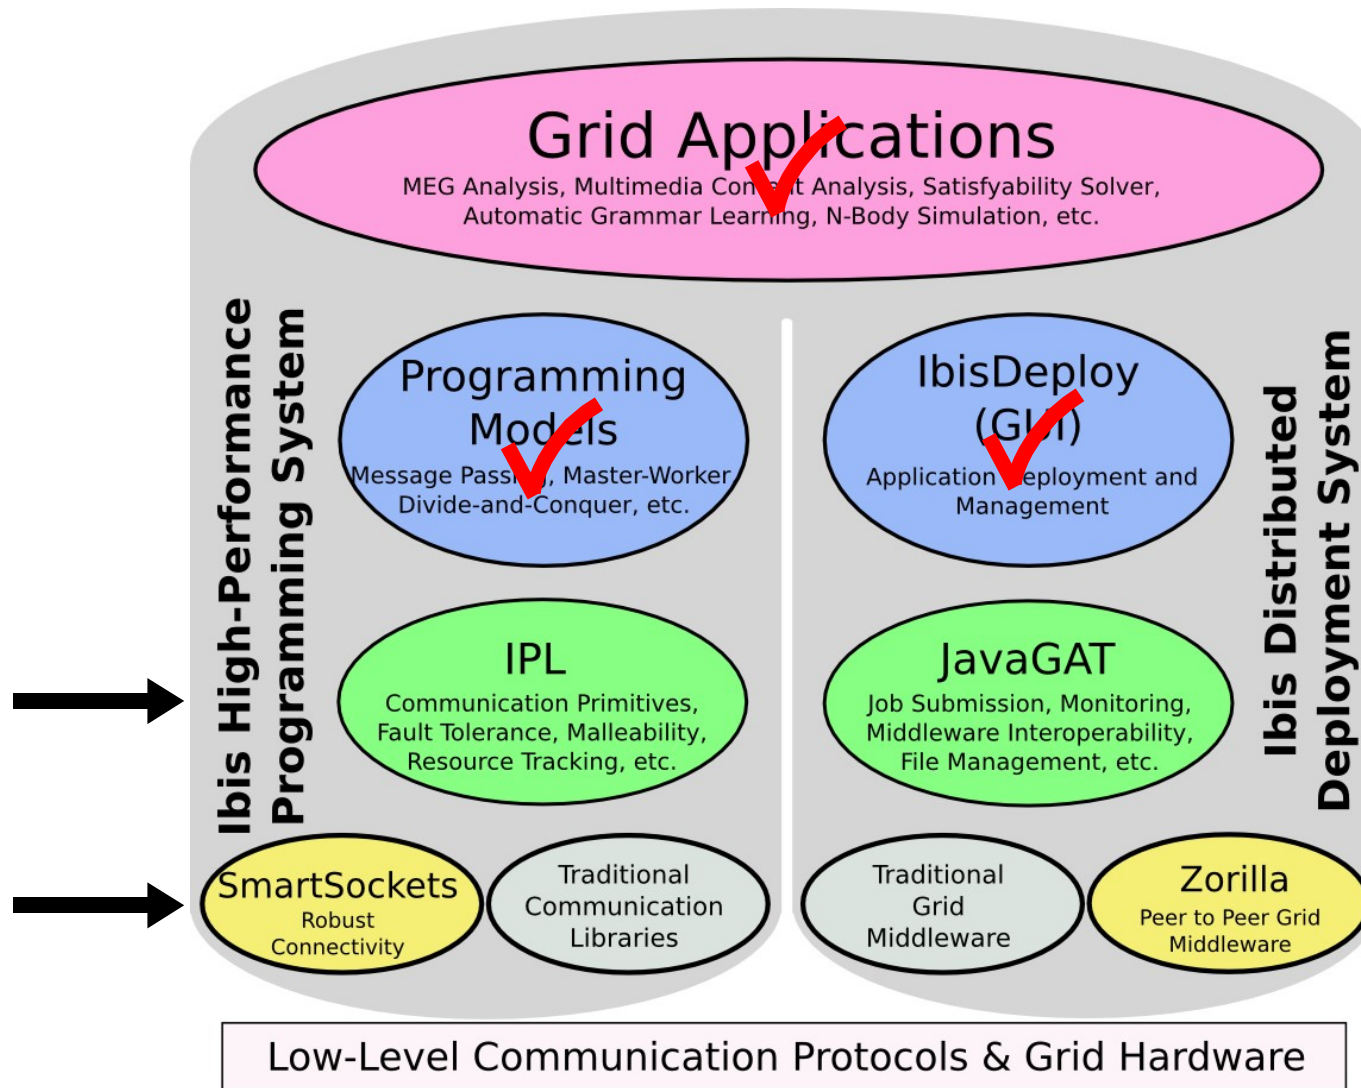 Grid Applications
MEG Analysis, Multimedia Content Analysis, Satisfyability Solver,
Automatic Grammar Learning, N-Body Simulation, etc.
Ibis High-Performance
Programming System
Programming
Models
Message Passing, Master-Worker,
Divide-and-Conquer, etc.
IbisDeploy
(GUI)
Application Deployment and
Management
Ibis Distributed
Deployment System
IPL
Communication Primitives,
Fault Tolerance, Malleability,
Resource Tracking, etc.
JavaGAT
Job Submission, Monitoring,
Middleware Interoperability,
File Management, etc.
SmartSockets
Robust
Connectivity
Traditional
Communication
Libraries
Traditional
Grid
Middleware
Zorilla
Peer to Peer Grid
Middleware
Low-Level Communication Protocols & Grid Hardware